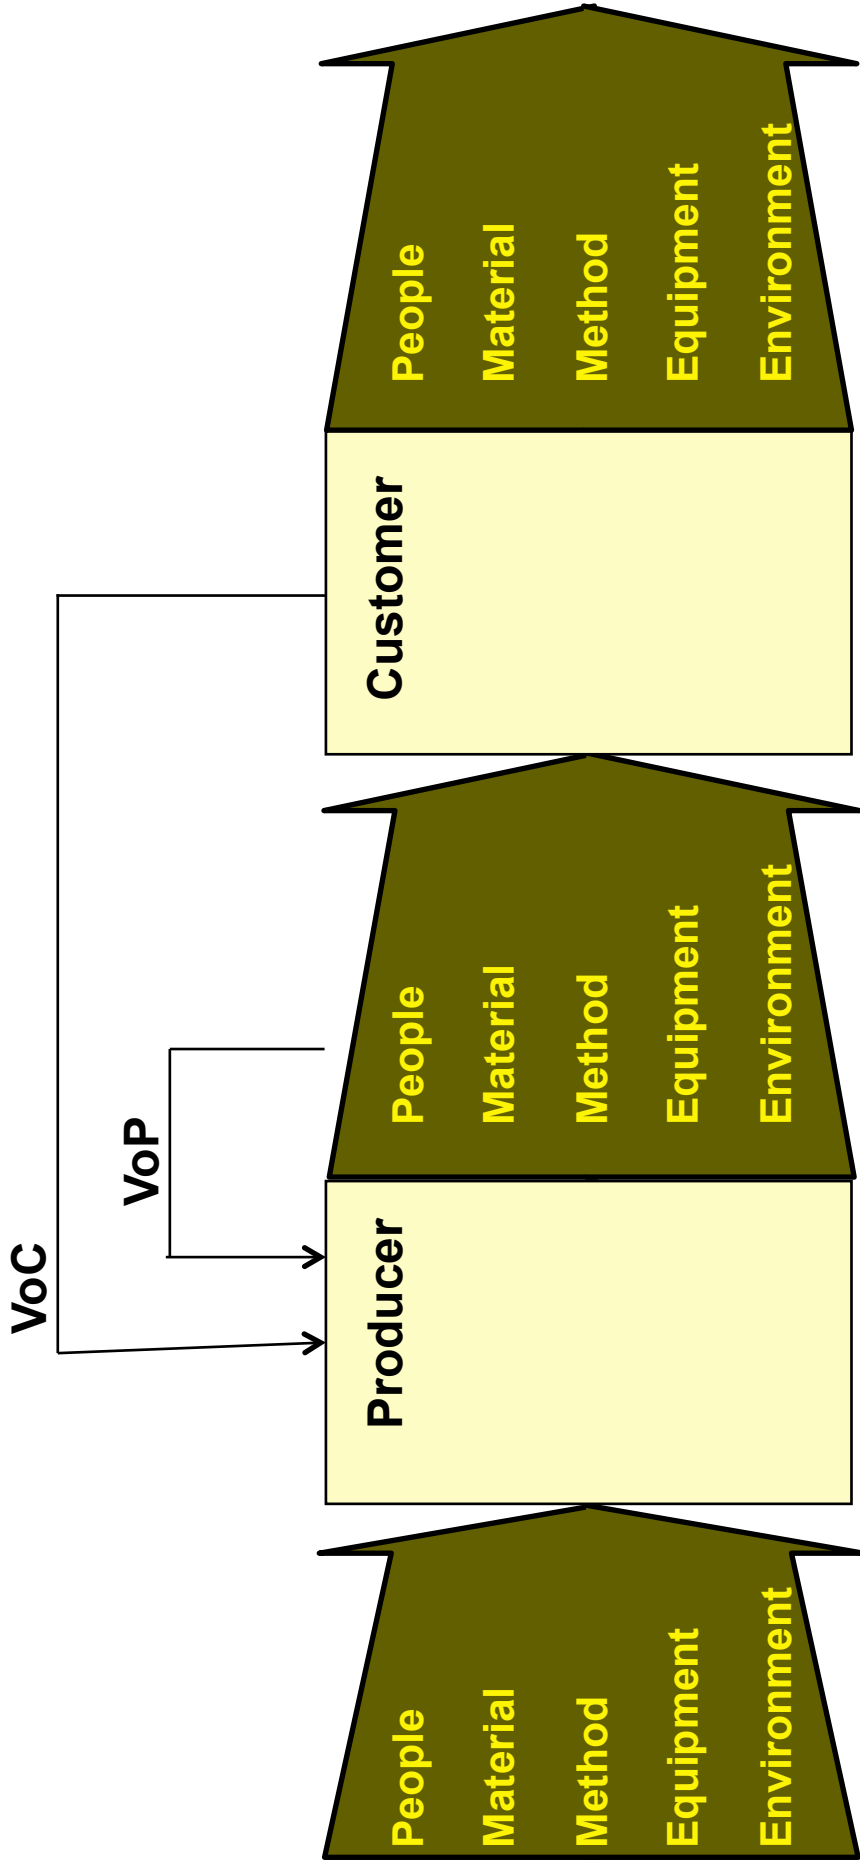 VoC
VoP
People
Material
Method
Equipment
Environment
Producer
People
Material
Method
Equipment
Environment
Customer
People
Material
Method
Equipment
Environment